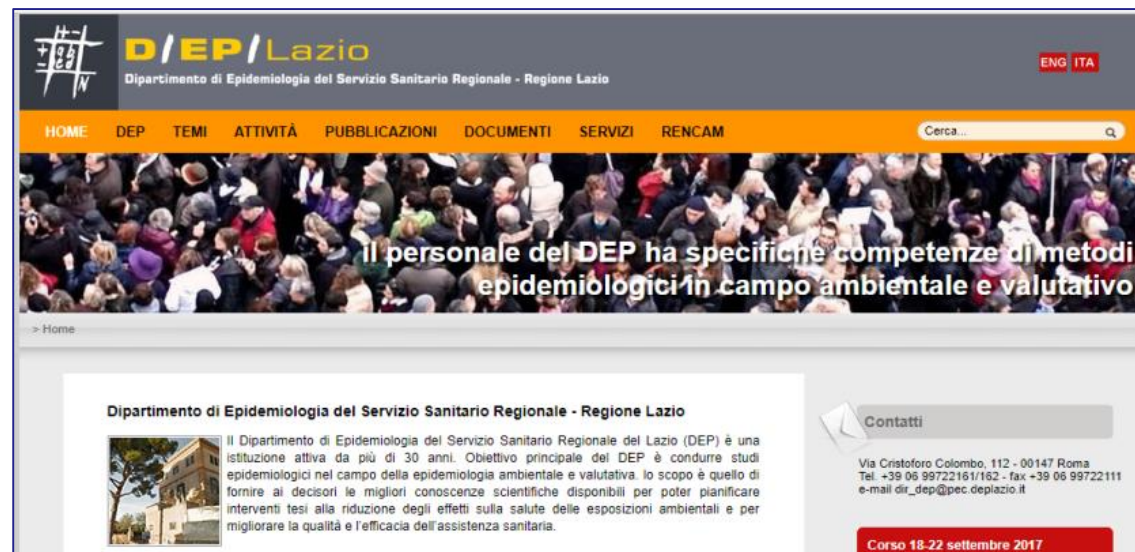 D/EP/Lazio
Dipartimento di Epidemiologia del Servizio Sanitario Regionale - Regione Lazio
ENG ITA
HOME DEP TEMI ATTIVITÀ PUBBLICAZIONI DOCUMENTI SERVIZI RENCAM
Cerca...
il personale del DEP ha specifiche competenze di metodi
epidemiologici in campo ambientale e valutativo
> Home
Dipartimento di Epidemiologia del Servizio Sanitario Regionale - Regione Lazio
Il Dipartimento di Epidemiologia del Servizio Sanitario Regionale del Lazio (DEP) è una
istituzione attiva da più di 30 anni. Obiettivo principale del DEP è condurre studi
epidemiologici nel campo della epidemiologia ambientale e valutativa. lo scopo è quello di
fornire ai decisori le migliori conoscenze scientifiche disponibili per poter pianificare
interventi tesi alla riduzione degli effetti sulla salute delle esposizioni ambientali e per
migliorare la qualità e l'efficacia dell'assistenza sanitaria.
Contatti
Via Cristoforo Colombo, 112 - 00147 Roma
Tel. +39 06 99722161/162 - fax +39 06 99722111
e-mail dir_dep@pec.deplazio.it
Corso 18-22 settembre 2017